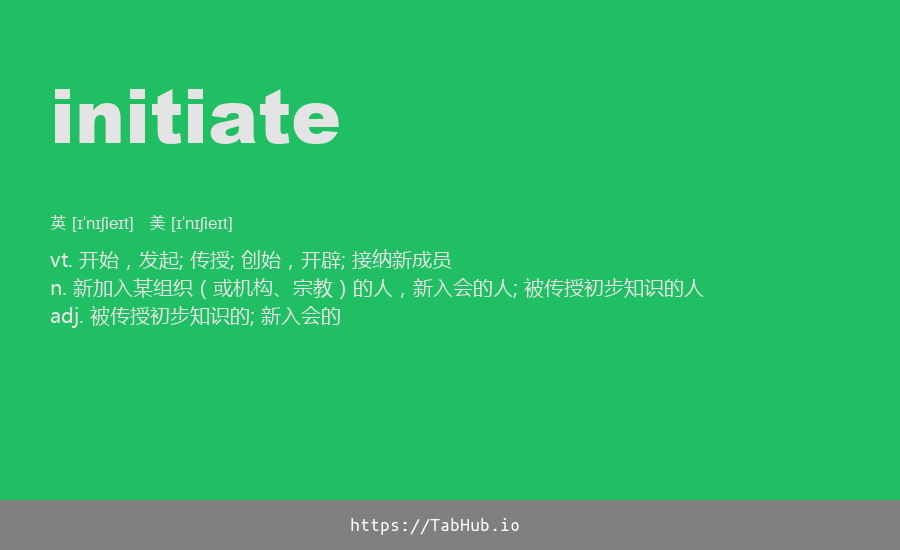 initiate
英 [ɪˈnɪʃieɪt] 美 [ɪˈnɪʃieɪt]
vt. 开始，发起; 传授; 创始，开辟; 接纳新成员
n. 新加入某组织（或机构、宗教）的人，新入会的人; 被传授初步知识的人
adj. 被传授初步知识的; 新入会的
https://TabHub.io